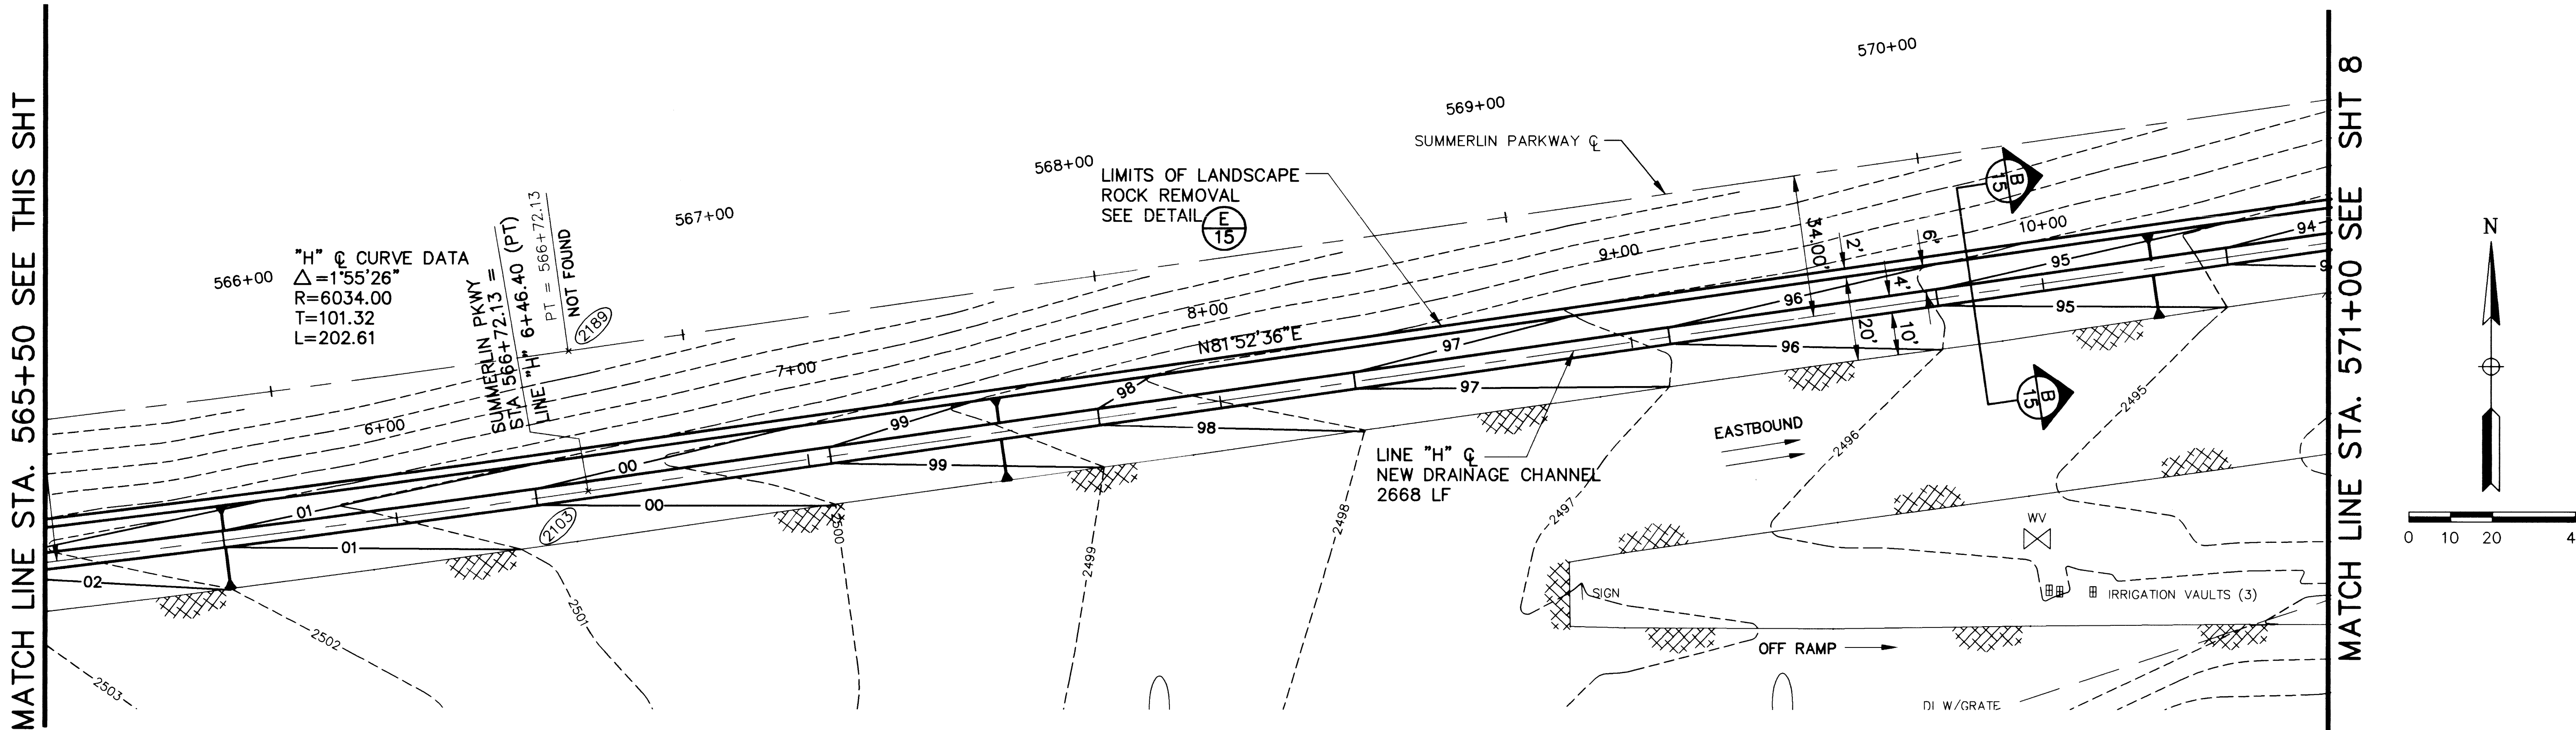 MATCH LINE STA. 565+50 SEE THIS SHT
566+00
567+00
568+00
569+00
570+00
"H" ℄ CURVE DATA
△=1°55'26"
R=6034.00
T=101.32
L=202.61
SUMMERLIN PKWY
STA 566+72.13 =
LINE "H" 6+46.40 (PT)
PT = 566+72.13
NOT FOUND
2189
2103
LIMITS OF LANDSCAPE
ROCK REMOVAL
SEE DETAIL
E
15
SUMMERLIN PARKWAY ℄
6+00
7+00
8+00
9+00
10+00
N81°52'36"E
34.00'
2'
6'
4'
20'
10'
B
15
B
15
02
01
01
00
00
99
99
98
98
97
97
96
96
95
95
94
9
LINE "H" ℄
NEW DRAINAGE CHANNEL
2668 LF
EASTBOUND
2503
2502
2501
2500
2499
2498
2497
2496
2495
SIGN
WV
IRRIGATION VAULTS (3)
OFF RAMP
DI W/GRATE
MATCH LINE STA. 571+00 SEE SHT 8
N
0 10 20 4